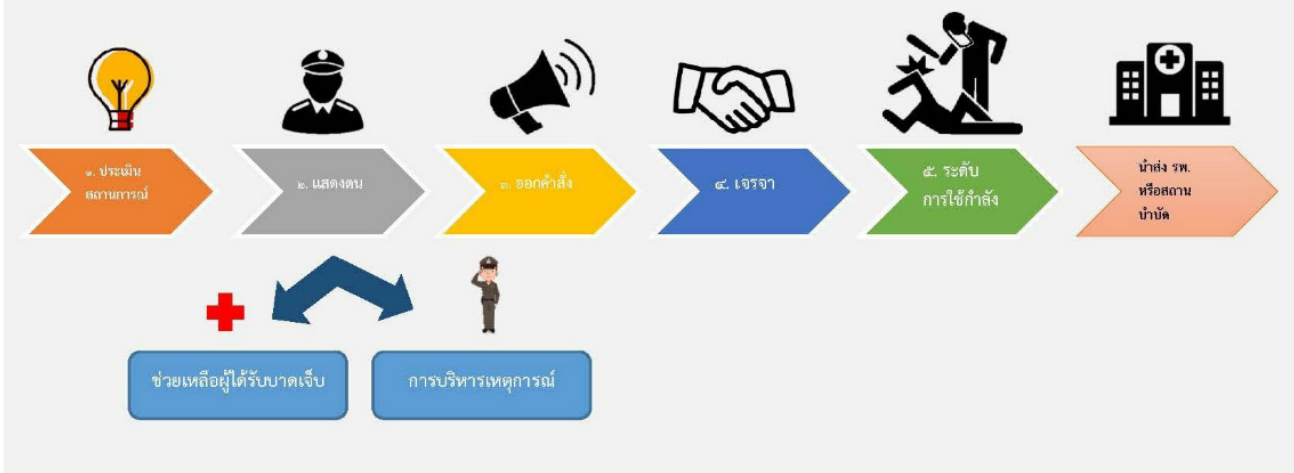 ๑. ประเมิน
สถานการณ์
๒. แสดงตน
๓. ออกคำสั่ง
๔. เจรจา
๕. ระดับ
การใช้กำลัง
นำส่ง รพ.
หรือสถาน
บำบัด
ช่วยเหลือผู้ได้รับบาดเจ็บ
การบริหารเหตุการณ์